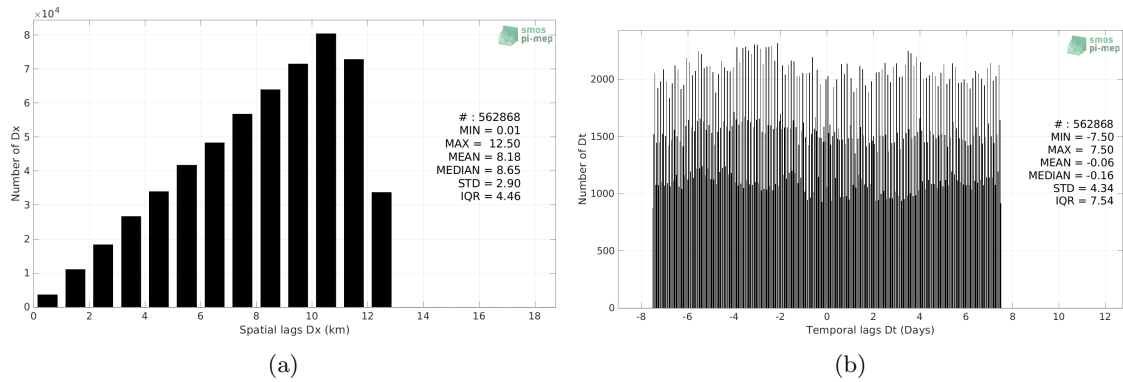 ×10⁴
8
7
6
5
4
3
2
1
0
Number of Dx
0 2 4 6 8 10 12 14 16 18
Spatial lags Dx (km)
smos
pi-mep
# : 562868
MIN = 0.01
MAX = 12.50
MEAN = 8.18
MEDIAN = 8.65
STD = 2.90
IQR = 4.46
(a)
2000
1500
1000
500
0
Number of Dt
-8 -6 -4 -2 0 2 4 6 8 10 12
Temporal lags Dt (Days)
smos
pi-mep
# : 562868
MIN = -7.50
MAX = 7.50
MEAN = -0.06
MEDIAN = -0.16
STD = 4.34
IQR = 7.54
(b)